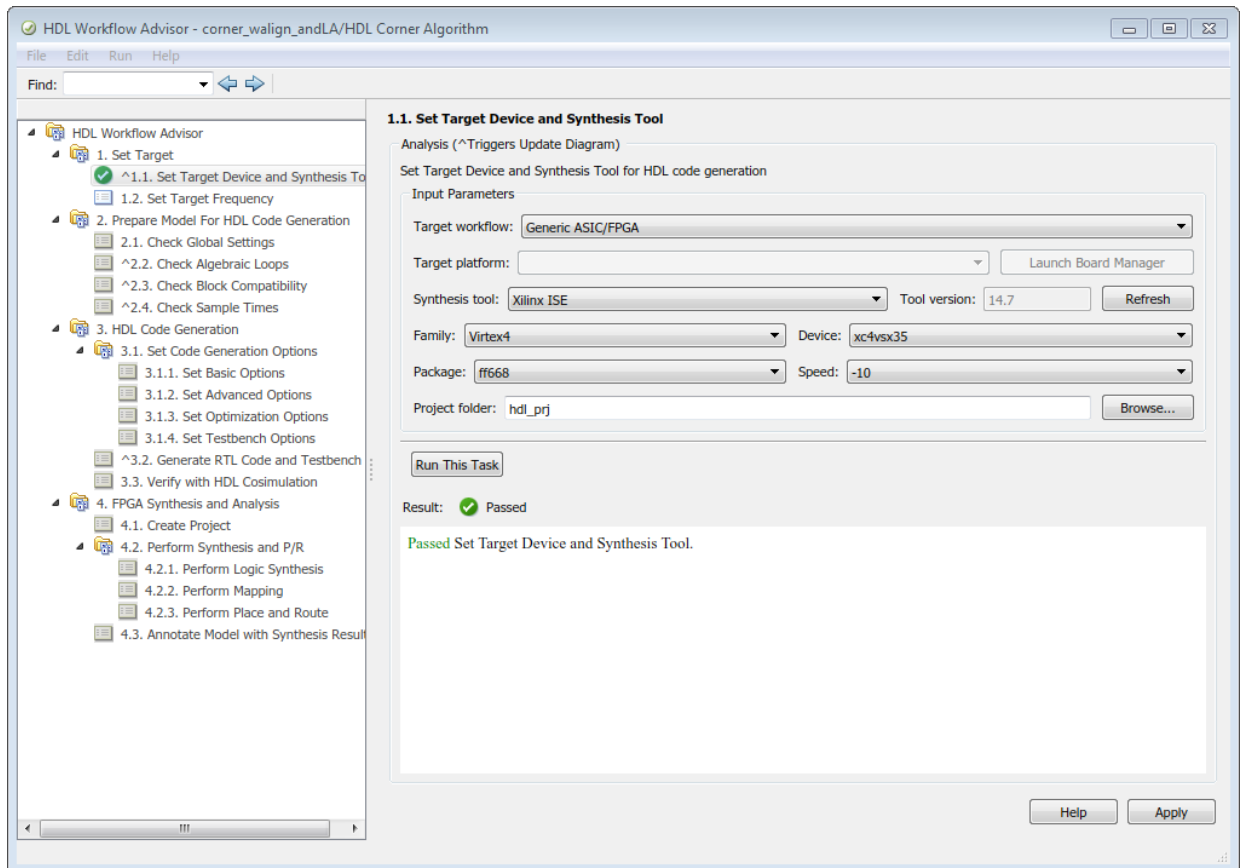 HDL Workflow Advisor - corner_walign_andLA/HDL Corner Algorithm
File Edit Run Help
Find:
HDL Workflow Advisor
1. Set Target
^1.1. Set Target Device and Synthesis To
1.2. Set Target Frequency
2. Prepare Model For HDL Code Generation
2.1. Check Global Settings
^2.2. Check Algebraic Loops
^2.3. Check Block Compatibility
^2.4. Check Sample Times
3. HDL Code Generation
3.1. Set Code Generation Options
3.1.1. Set Basic Options
3.1.2. Set Advanced Options
3.1.3. Set Optimization Options
3.1.4. Set Testbench Options
^3.2. Generate RTL Code and Testbench
3.3. Verify with HDL Cosimulation
4. FPGA Synthesis and Analysis
4.1. Create Project
4.2. Perform Synthesis and P/R
4.2.1. Perform Logic Synthesis
4.2.2. Perform Mapping
4.2.3. Perform Place and Route
4.3. Annotate Model with Synthesis Result
1.1. Set Target Device and Synthesis Tool
Analysis (^Triggers Update Diagram)
Set Target Device and Synthesis Tool for HDL code generation
Input Parameters
Target workflow: Generic ASIC/FPGA
Target platform: Launch Board Manager
Synthesis tool: Xilinx ISE Tool version: 14.7 Refresh
Family: Virtex4 Device: xc4vsx35
Package: ff668 Speed: -10
Project folder: hdl_prj Browse...
Run This Task
Result: Passed
Passed Set Target Device and Synthesis Tool.
Help Apply